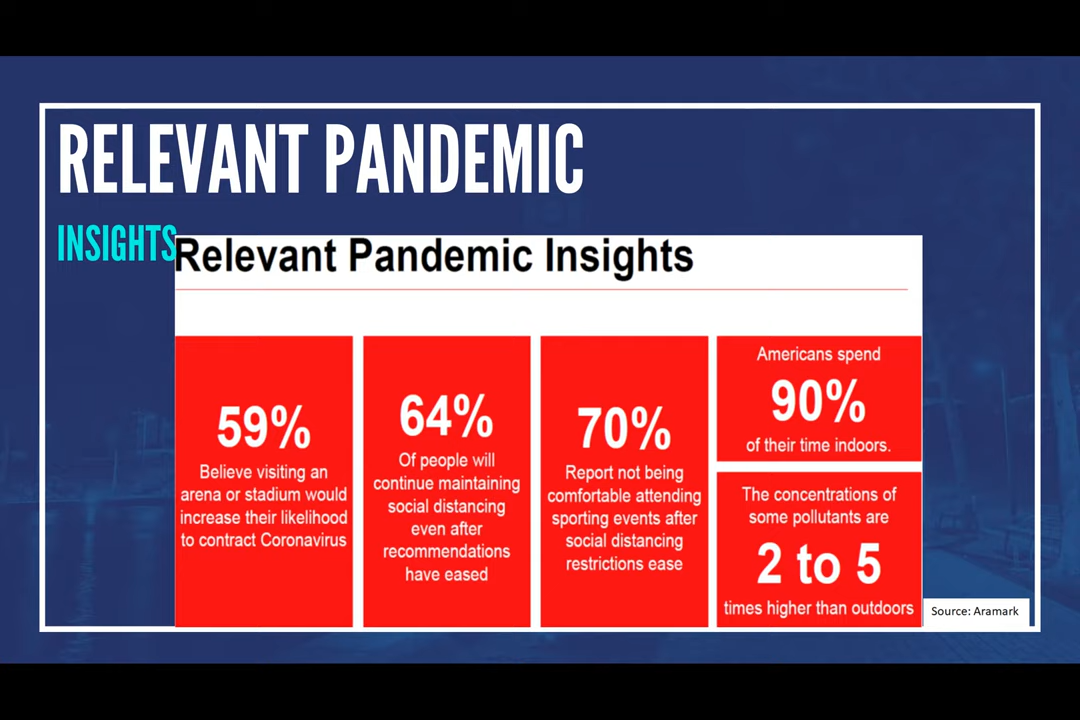 RELEVANT PANDEMIC
INSIGHTS
Relevant Pandemic Insights
59%
Believe visiting an
arena or stadium would
increase their likelihood
to contract Coronavirus
64%
Of people will
continue maintaining
social distancing
even after
recommendations
have eased
70%
Report not being
comfortable attending
sporting events after
social distancing
restrictions ease
Americans spend
90%
of their time indoors.
The concentrations of
some pollutants are
2 to 5
times higher than outdoors
Source: Aramark